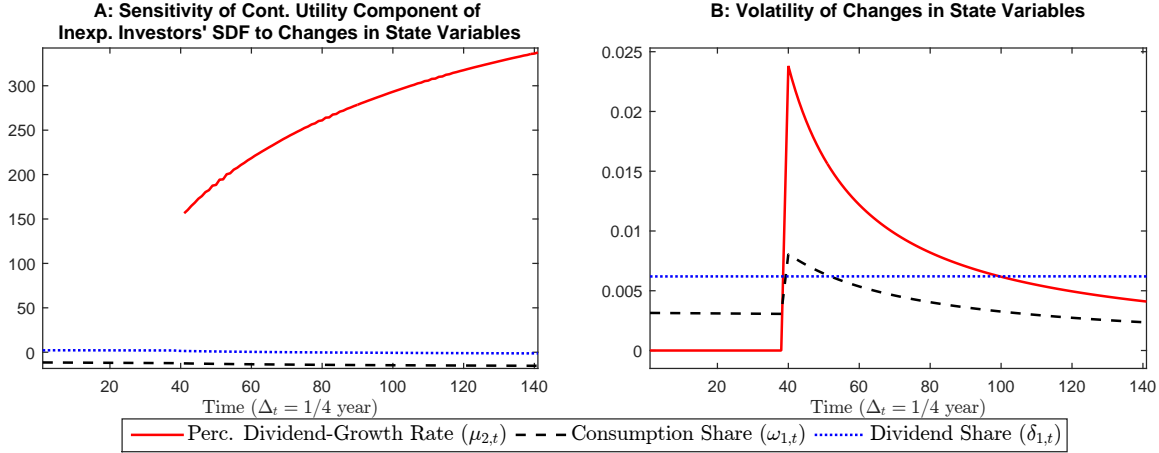 A: Sensitivity of Cont. Utility Component of
Inexp. Investors' SDF to Changes in State Variables
300
250
200
150
100
50
0
20 40 60 80 100 120 140
Time (Δt = 1/4 year)
B: Volatility of Changes in State Variables
0.025
0.02
0.015
0.01
0.005
0
20 40 60 80 100 120 140
Time (Δt = 1/4 year)
Perc. Dividend-Growth Rate (μ2,t) Consumption Share (ω1,t) Dividend Share (δ1,t)